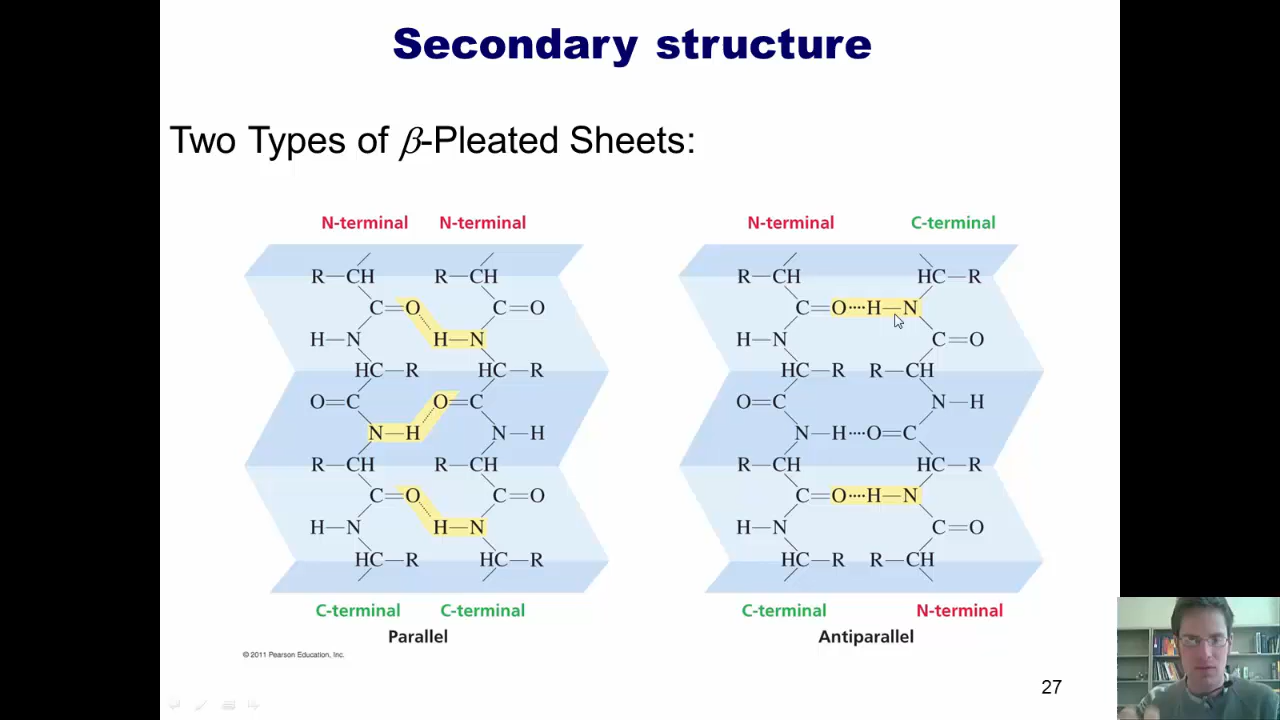 Secondary structure
Two Types of β-Pleated Sheets:
N-terminal N-terminal
R—CH R—CH
C=O C=O
H—N H—N
HC—R HC—R
O=C O=C
N—H N—H
R—CH R—CH
C=O C=O
H—N H—N
HC—R HC—R
C-terminal C-terminal
Parallel
N-terminal C-terminal
R—CH HC—R
C=O····H—N
H—N C=O
HC—R R—CH
O=C N—H
N—H····O=C
R—CH HC—R
C=O····H—N
H—N C=O
HC—R R—CH
C-terminal N-terminal
Antiparallel
© 2011 Pearson Education, Inc.
27